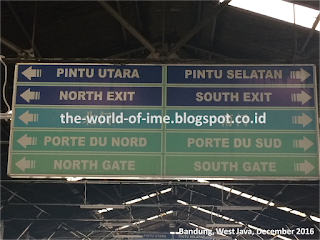 PINTU UTARA PINTU SELATAN
NORTH EXIT SOUTH EXIT
the-world-of-ime.blogspot.co.id
PORTE DU NORD PORTE DU SUD
NORTH GATE SOUTH GATE
Bandung, West Java, December 2016